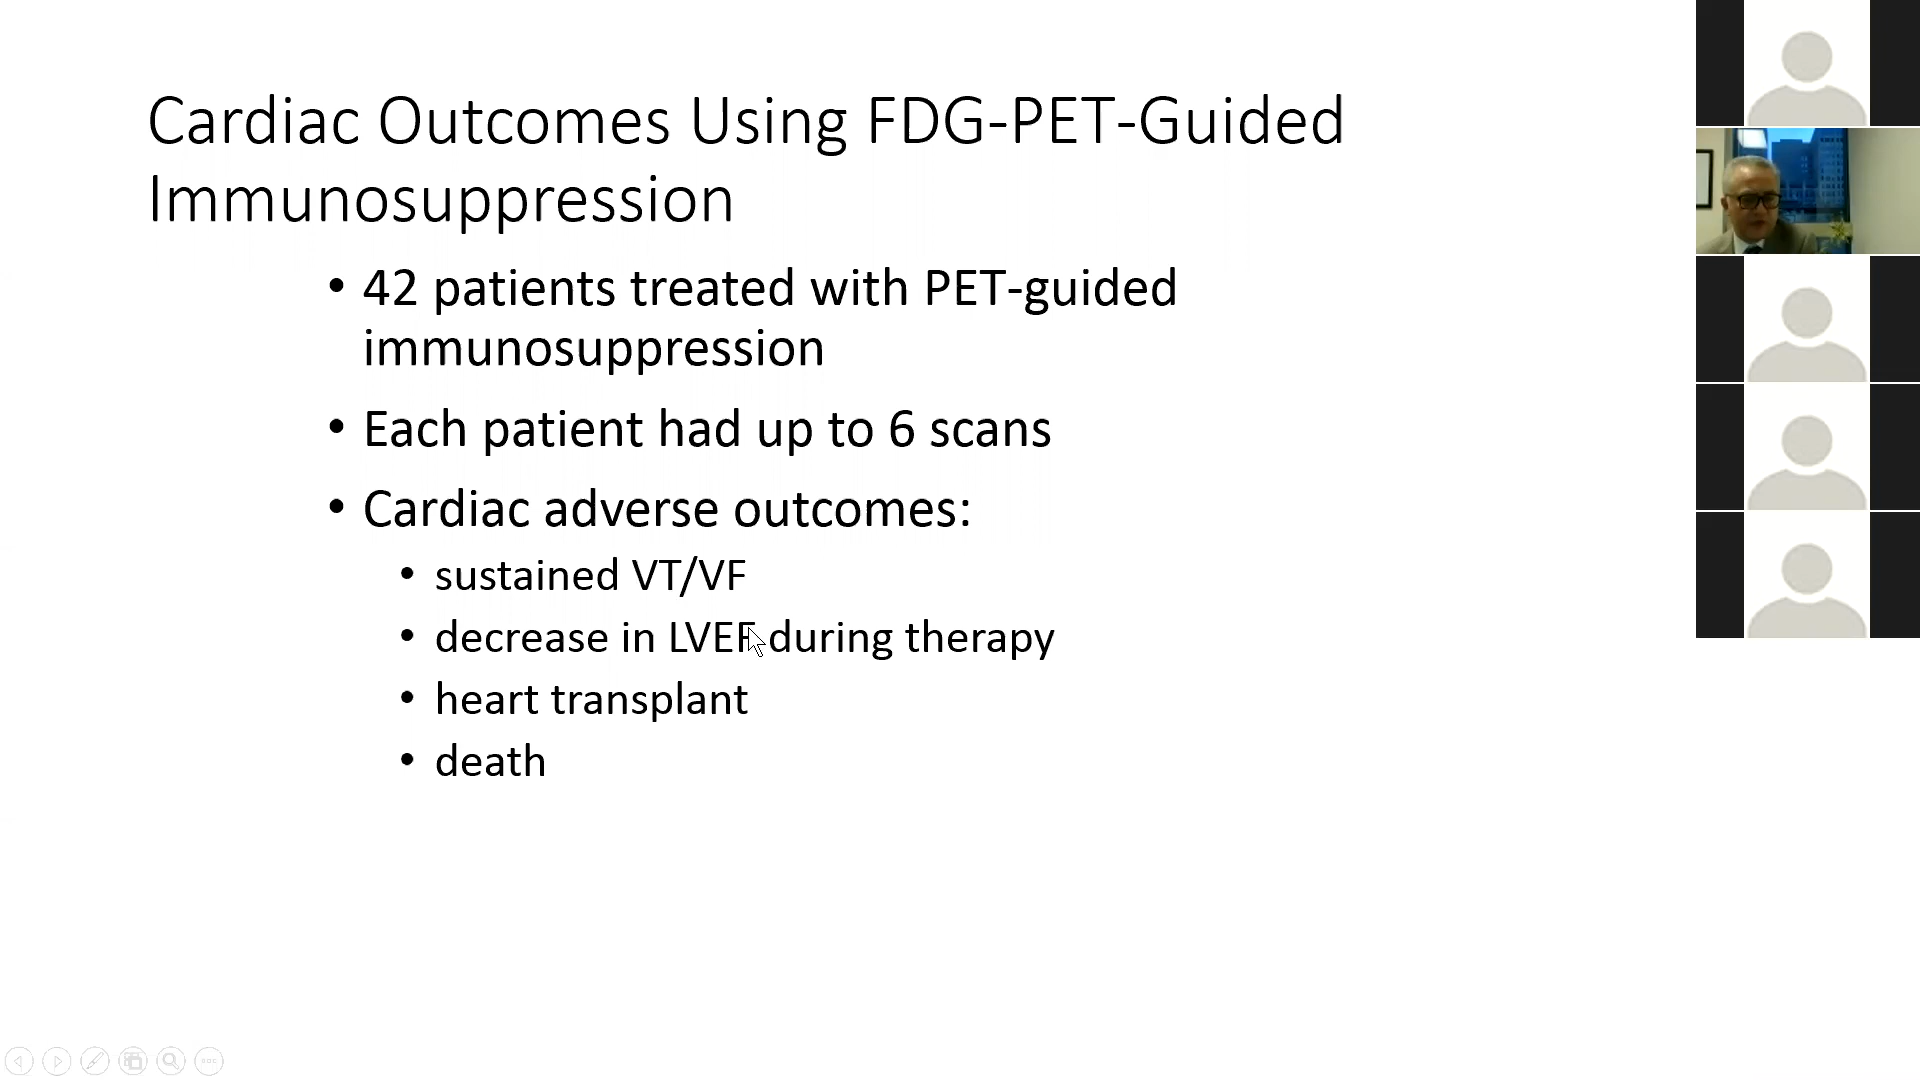 Cardiac Outcomes Using FDG-PET-Guided
Immunosuppression
• 42 patients treated with PET-guided
immunosuppression
• Each patient had up to 6 scans
• Cardiac adverse outcomes:
• sustained VT/VF
• decrease in LVEF during therapy
• heart transplant
• death